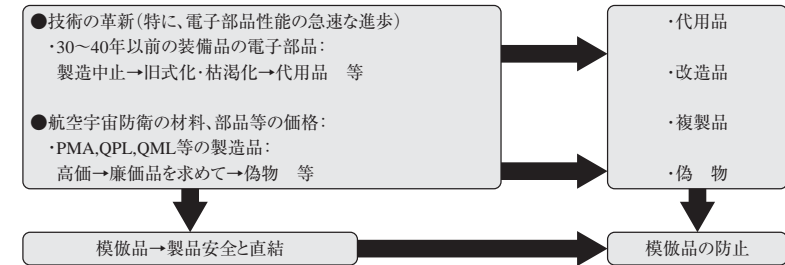 ●技術の革新(特に、電子部品性能の急速な進歩)
・30～40年以前の装備品の電子部品：
製造中止→旧式化・枯渇化→代用品　等
●航空宇宙防衛の材料、部品等の価格：
・PMA,QPL,QML等の製造品：
高価→廉価品を求めて→偽物　等
・代用品
・改造品
・複製品
・偽　物
模倣品→製品安全と直結
模倣品の防止